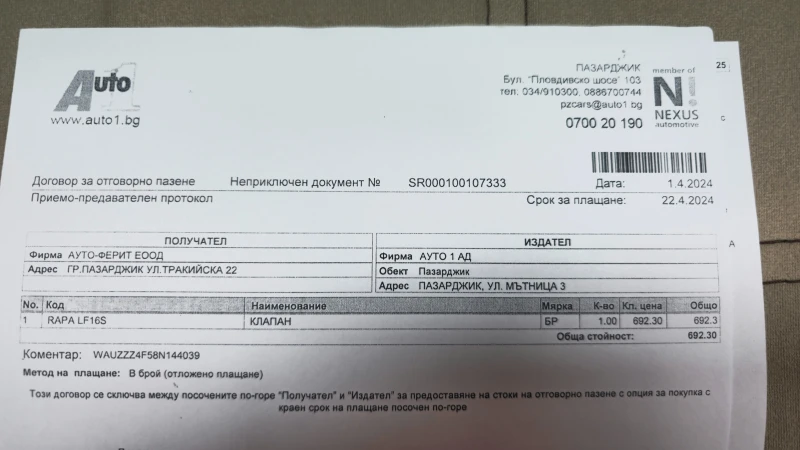 Auto 1
www.auto1.bg
ПАЗАРДЖИК
Бул. "Пловдивско шосе" 103
тел. 034/910300, 0886700744
pzcars@auto1.bg
0700 20 190
member of
N!
NEXUS
automotive
25
Договор за отговорно пазене Неприключен документ № SR000100107333 Дата: 1.4.2024
Приемо-предавателен протокол Срок за плащане: 22.4.2024
A
ПОЛУЧАТЕЛ
Фирма АУТО-ФЕРИТ ЕООД
Адрес ГР.ПАЗАРДЖИК УЛ.ТРАКИЙСКА 22
ИЗДАТЕЛ
Фирма АУТО 1 АД
Обект Пазарджик
Адрес ПАЗАРДЖИК, УЛ. МЪТНИЦА 3
No. Код Наименование Мярка К-во Кл. цена Общо
1 RAPA LF16S КЛАПАН БР 1.00 692.30 692.3
Обща стойност: 692.30
Коментар: WAUZZZ4F58N144039
Метод на плащане: В брой (отложено плащане)
Този договор се сключва между посочените по-горе "Получател" и "Издател" за предоставяне на стоки на отговорно пазене с опция за покупка с
краен срок на плащане посочен по-горе